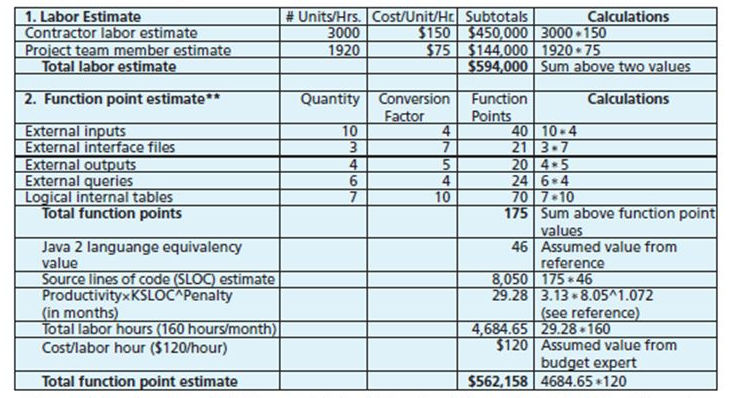 1. Labor Estimate # Units/Hrs. Cost/Unit/Hr. Subtotals Calculations
Contractor labor estimate 3000 $150 $450,000 3000 * 150
Project team member estimate 1920 $75 $144,000 1920 * 75
Total labor estimate $594,000 Sum above two values
2. Function point estimate** Quantity Conversion Function Calculations
Factor Points
External inputs 10 4 40 10 * 4
External interface files 3 7 21 3 * 7
External outputs 4 5 20 4 * 5
External queries 6 4 24 6 * 4
Logical internal tables 7 10 70 7 * 10
Total function points 175 Sum above function point
values
Java 2 languange equivalency 46 Assumed value from
value reference
Source lines of code (SLOC) estimate 8,050 175 * 46
Productivity×KSLOC^Penalty 29.28 3.13 * 8.05^1.072
(in months) (see reference)
Total labor hours (160 hours/month) 4,684.65 29.28 * 160
Cost/labor hour ($120/hour) $120 Assumed value from
budget expert
Total function point estimate $562,158 4684.65 * 120